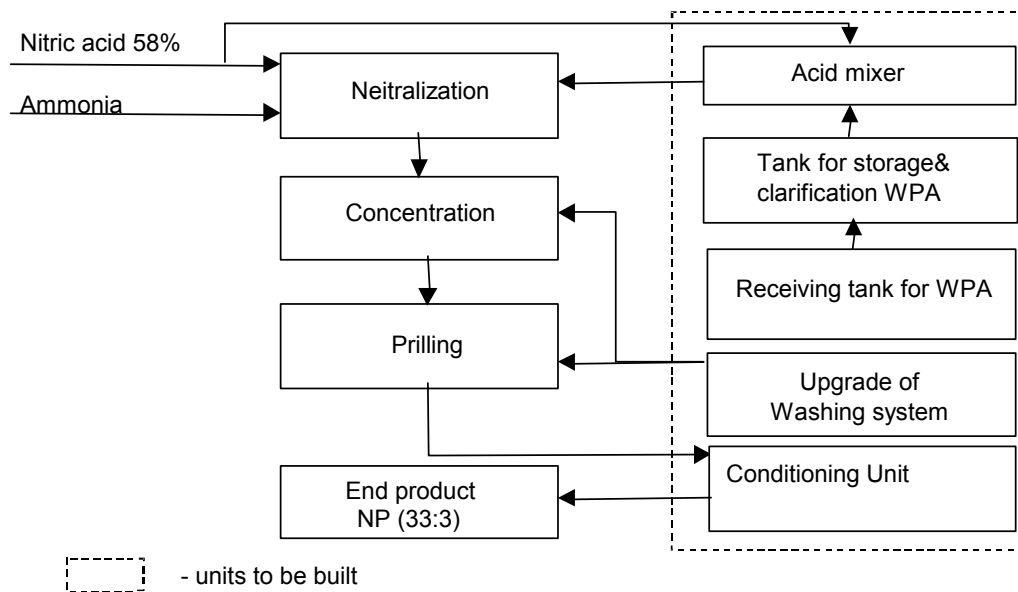 Nitric acid 58%
Ammonia
Neitralization
Acid mixer
Concentration
Tank for storage&
clarification WPA
Receiving tank for WPA
Prilling
Upgrade of
Washing system
Conditioning Unit
End product
NP (33:3)
- units to be built